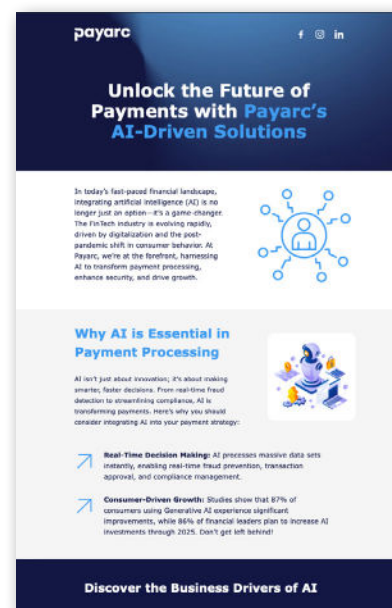 payarc
Unlock the Future of
Payments with Payarc's
AI-Driven Solutions
In today's fast-paced financial landscape,
integrating artificial intelligence (AI) is no
longer just an option—it's a game-changer.
The FinTech industry is evolving rapidly,
driven by digitalization and the post-
pandemic shift in consumer behavior. At
Payarc, we're at the forefront, harnessing
AI to transform payment processing,
enhance security, and drive growth.
Why AI is Essential in
Payment Processing
AI isn't just about innovation; it's about making
smarter, faster decisions. From real-time fraud
detection to streamlining compliance, AI is
transforming payments. Here's why you should
consider integrating AI into your payment strategy:
Real-Time Decision Making: AI processes massive data sets
instantly, enabling real-time fraud prevention, transaction
approval, and compliance management.
Consumer-Driven Growth: Studies show that 87% of
consumers using Generative AI experience significant
improvements, while 86% of financial leaders plan to increase AI
investments through 2025. Don't get left behind!
Discover the Business Drivers of AI